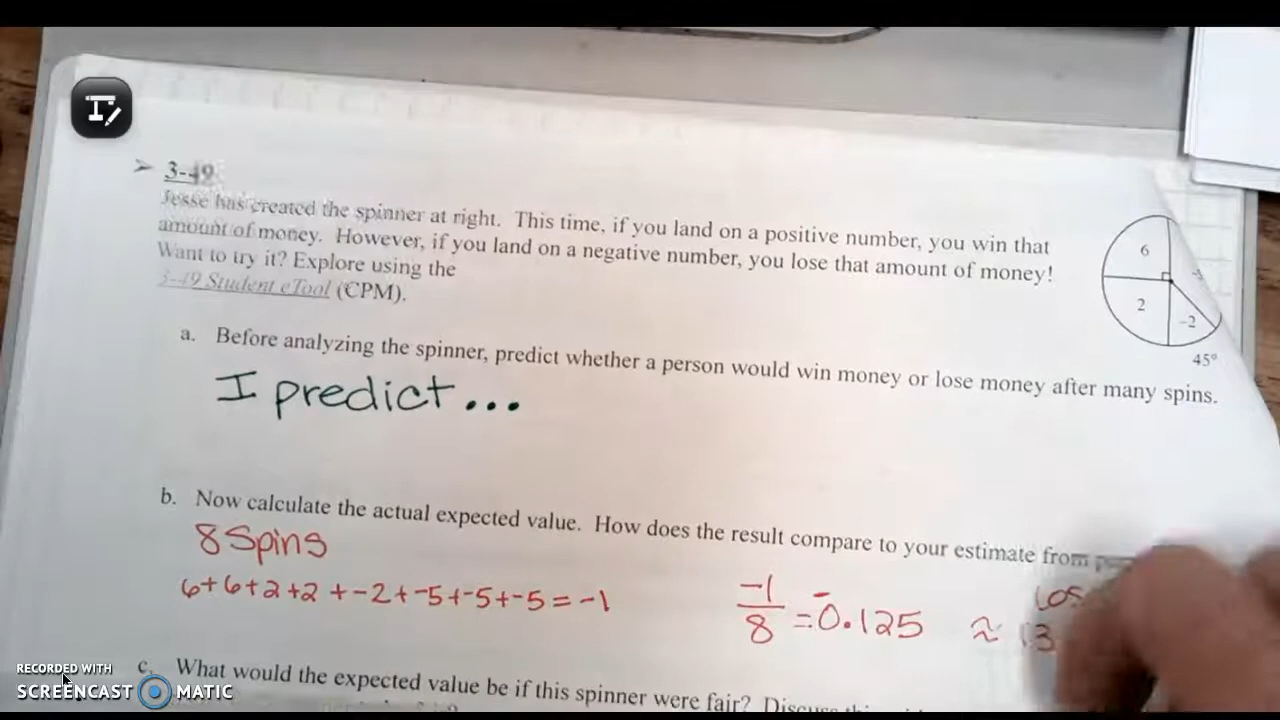 3-49
Jesse has created the spinner at right. This time, if you land on a positive number, you win that
amount of money. However, if you land on a negative number, you lose that amount of money!
Want to try it? Explore using the
3-49 Student eTool (CPM).
6
2
-2
45°
a. Before analyzing the spinner, predict whether a person would win money or lose money after many spins.
I predict...
b. Now calculate the actual expected value. How does the result compare to your estimate from
8 Spins
6+6+2+2+-2+-5+-5+-5=-1
-1/8 = -0.125 ≈
c. What would the expected value be if this spinner were fair?
RECORDED WITH
SCREENCAST MATIC